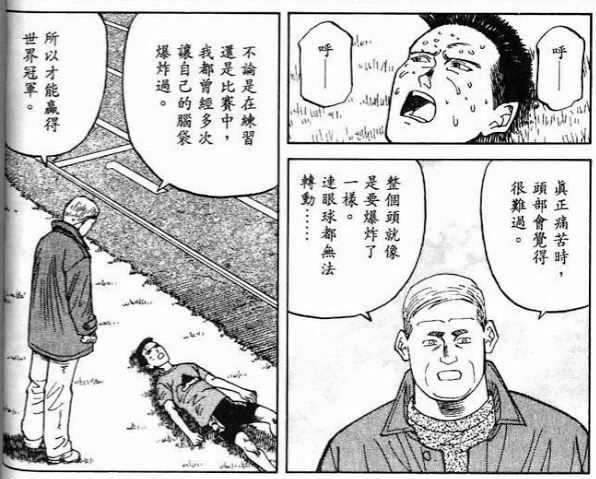 呼——
呼——
真正痛苦時，
頭部會覺得
很難過。
整個頭就像
是要爆炸了
一樣。
連眼球都無法
轉動……
不論是在練習
還是比賽中，
我都曾經多次
讓自己的腦袋
爆炸過。
所以才能贏得
世界冠軍。